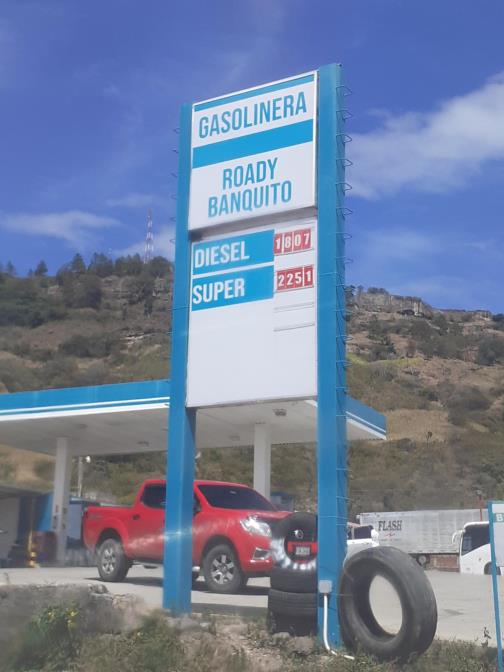 GASOLINERA
ROADY
BANQUITO
DIESEL 1807
SUPER 2251
FLASH
B